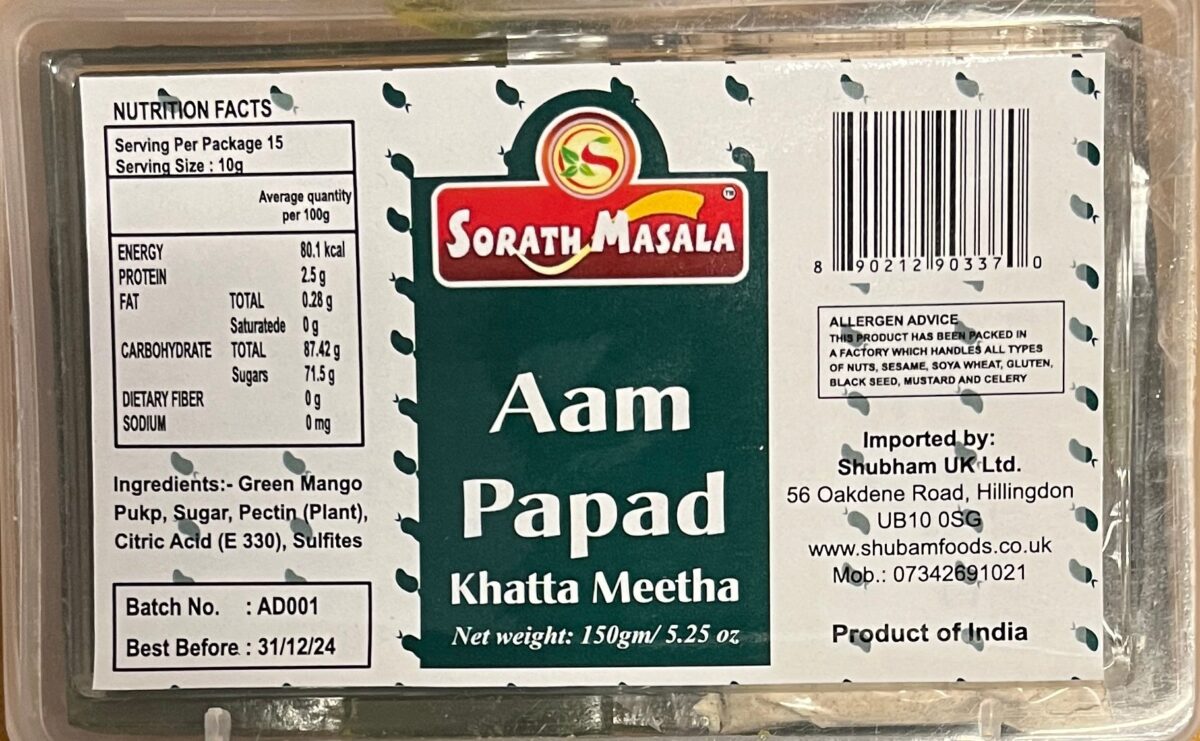 NUTRITION FACTS
Serving Per Package 15
Serving Size : 10g
Average quantity
per 100g
ENERGY 80.1 kcal
PROTEIN 2.5 g
FAT TOTAL 0.28 g
Saturatede 0 g
CARBOHYDRATE TOTAL 87.42 g
Sugars 71.5 g
DIETARY FIBER 0 g
SODIUM 0 mg
Ingredients:- Green Mango
Pukp, Sugar, Pectin (Plant),
Citric Acid (E 330), Sulfites
Batch No. : AD001
Best Before : 31/12/24
S
SORATH MASALA TM
Aam
Papad
Khatta Meetha
Net weight: 150gm/ 5.25 oz
8 90212 90337 0
ALLERGEN ADVICE
THIS PRODUCT HAS BEEN PACKED IN
A FACTORY WHICH HANDLES ALL TYPES
OF NUTS, SESAME, SOYA WHEAT, GLUTEN,
BLACK SEED, MUSTARD AND CELERY
Imported by:
Shubham UK Ltd.
56 Oakdene Road, Hillingdon
UB10 0SG
www.shubamfoods.co.uk
Mob.: 07342691021
Product of India